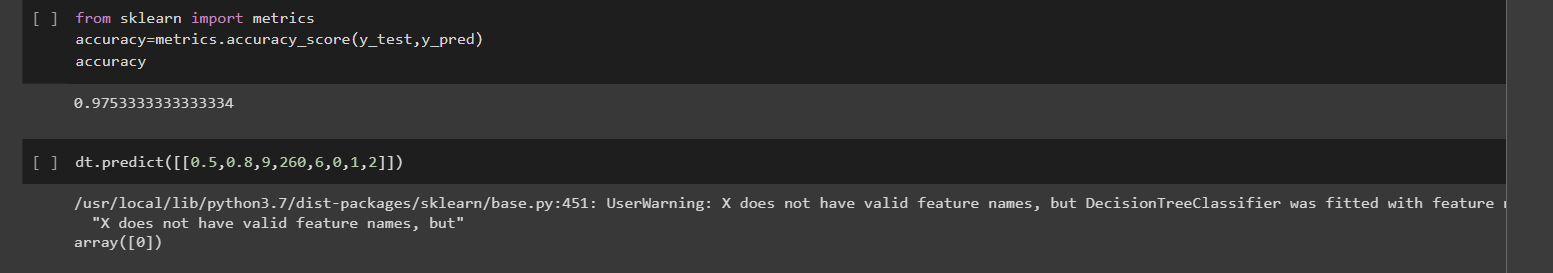 [ ] from sklearn import metrics
accuracy=metrics.accuracy_score(y_test,y_pred)
accuracy
0.9753333333333334
[ ] dt.predict([[0.5,0.8,9,260,6,0,1,2]])
/usr/local/lib/python3.7/dist-packages/sklearn/base.py:451: UserWarning: X does not have valid feature names, but DecisionTreeClassifier was fitted with feature
"X does not have valid feature names, but"
array([0])